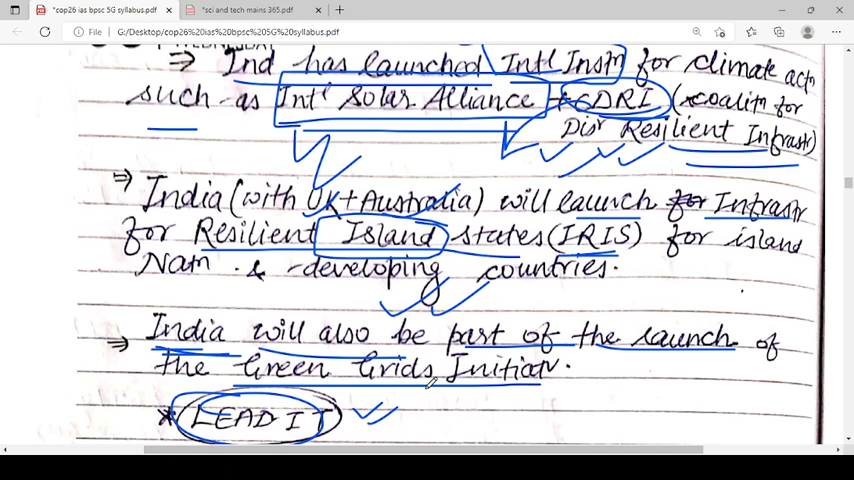 *cop26 ias bpsc 5G syllabus.pdf
"sci and tech mains 365.pdf
File
G:/Desktop/cop26%20ias%20bpsc%205G%20syllabus.pdf
⇒ Ind has launched Intl Instn for climate actn
such as Intl Solar Alliance + CDRI (coalitn for
Disr Resilient Infrastr)
⇒ India (with UK+Australia) will launch for Infrastr
for Resilient Island states (IRIS) for island
Natn & developing countries.
⇒ India will also be part of the launch of
the Green Grids Initiatv.
* LEAD IT